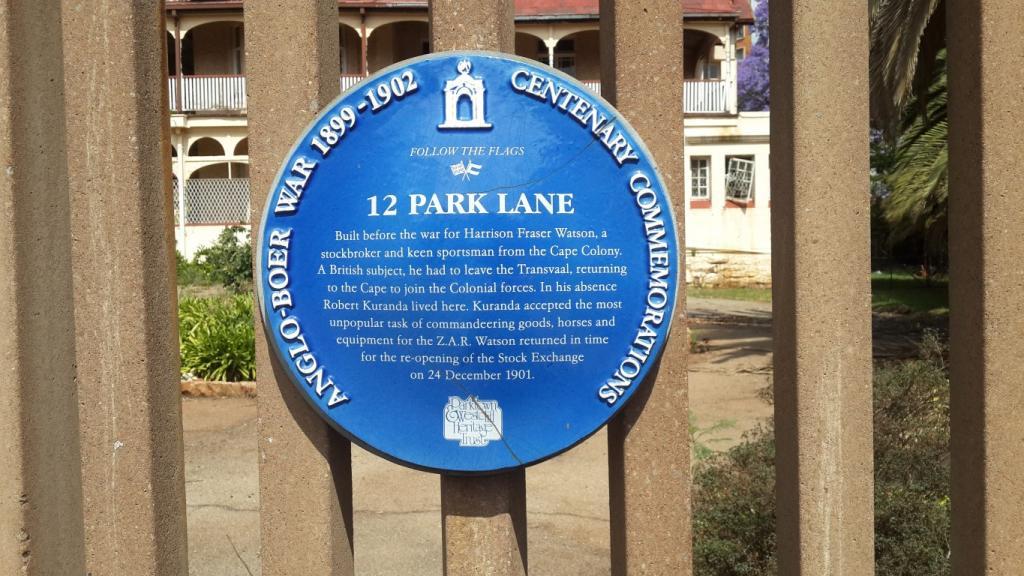 ANGLO-BOER WAR 1899-1902 CENTENARY COMMEMORATIONS
FOLLOW THE FLAGS
12 PARK LANE
Built before the war for Harrison Fraser Watson, a
stockbroker and keen sportsman from the Cape Colony.
A British subject, he had to leave the Transvaal, returning
to the Cape to join the Colonial forces. In his absence
Robert Kuranda lived here. Kuranda accepted the most
unpopular task of commandeering goods, horses and
equipment for the Z.A.R. Watson returned in time
for the re-opening of the Stock Exchange
on 24 December 1901.
Parktown
& Westcliff
Heritage
Trust